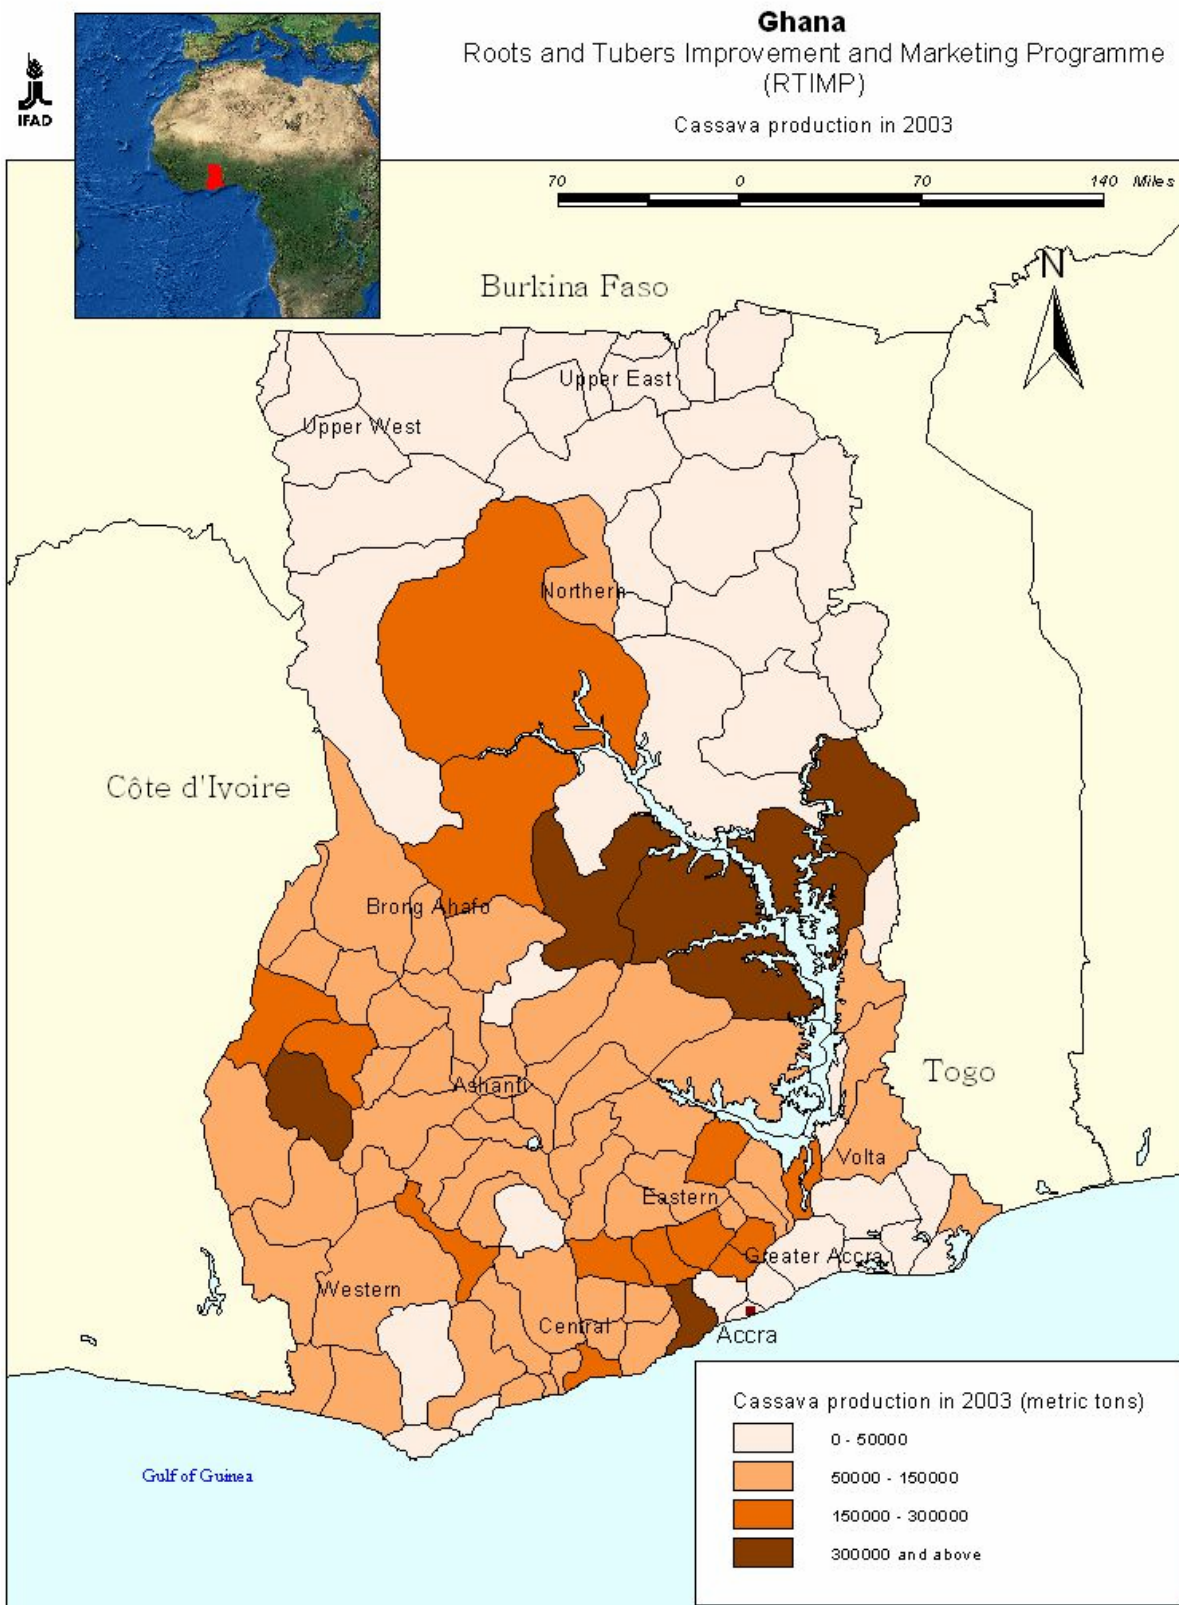 Ghana
Roots and Tubers Improvement and Marketing Programme
(RTIMP)
Cassava production in 2003
IFAD
70 0 70 140 Miles
N
Burkina Faso
Upper East
Upper West
Northern
Côte d'Ivoire
Brong Ahafo
Togo
Ashanti
Volta
Eastern
Greater Accra
Western
Central
Accra
Gulf of Guinea
Cassava production in 2003 (metric tons)
0 - 50000
50000 - 150000
150000 - 300000
300000 and above